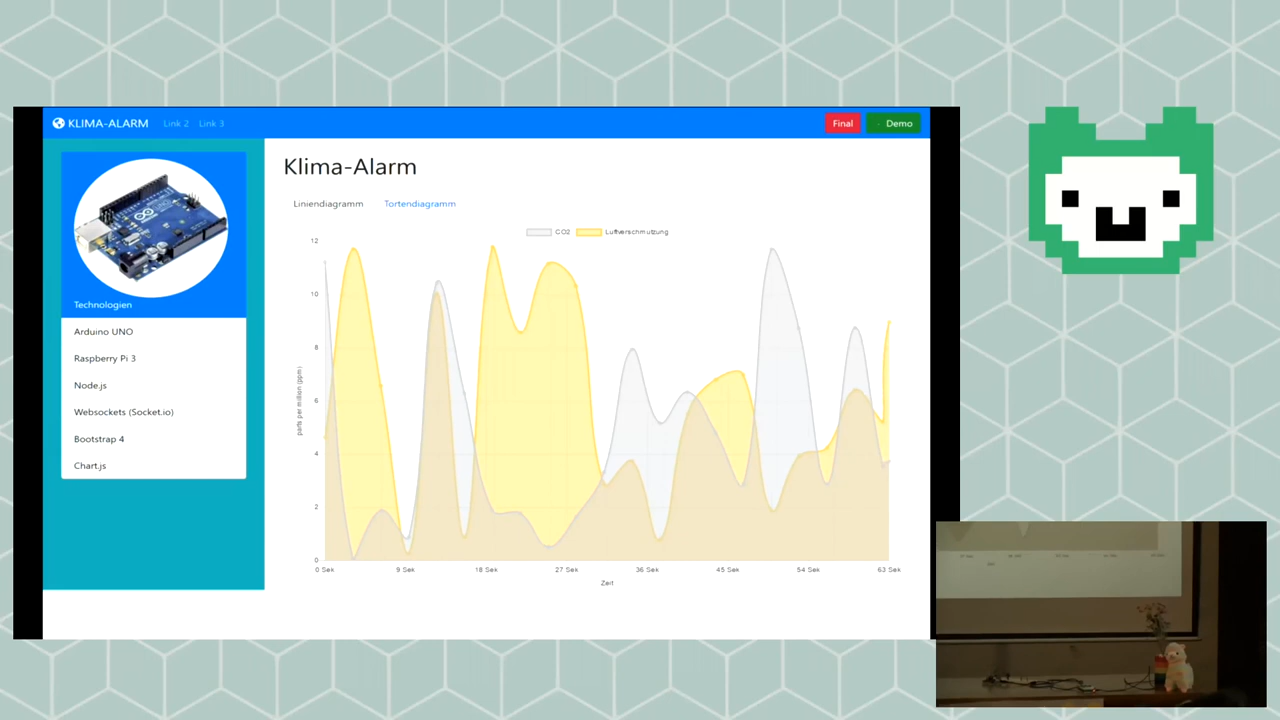 KLIMA-ALARM Link 2 Link 3 Final Demo
Technologien
Arduino UNO
Raspberry Pi 3
Node.js
Websockets (Socket.io)
Bootstrap 4
Chart.js
Klima-Alarm
Liniendiagramm Tortendiagramm
CO2 Luftverschmutzung
parts per million (ppm)
12
10
8
6
4
2
0
0 Sek 9 Sek 18 Sek 27 Sek 36 Sek 45 Sek 54 Sek 63 Sek
Zeit